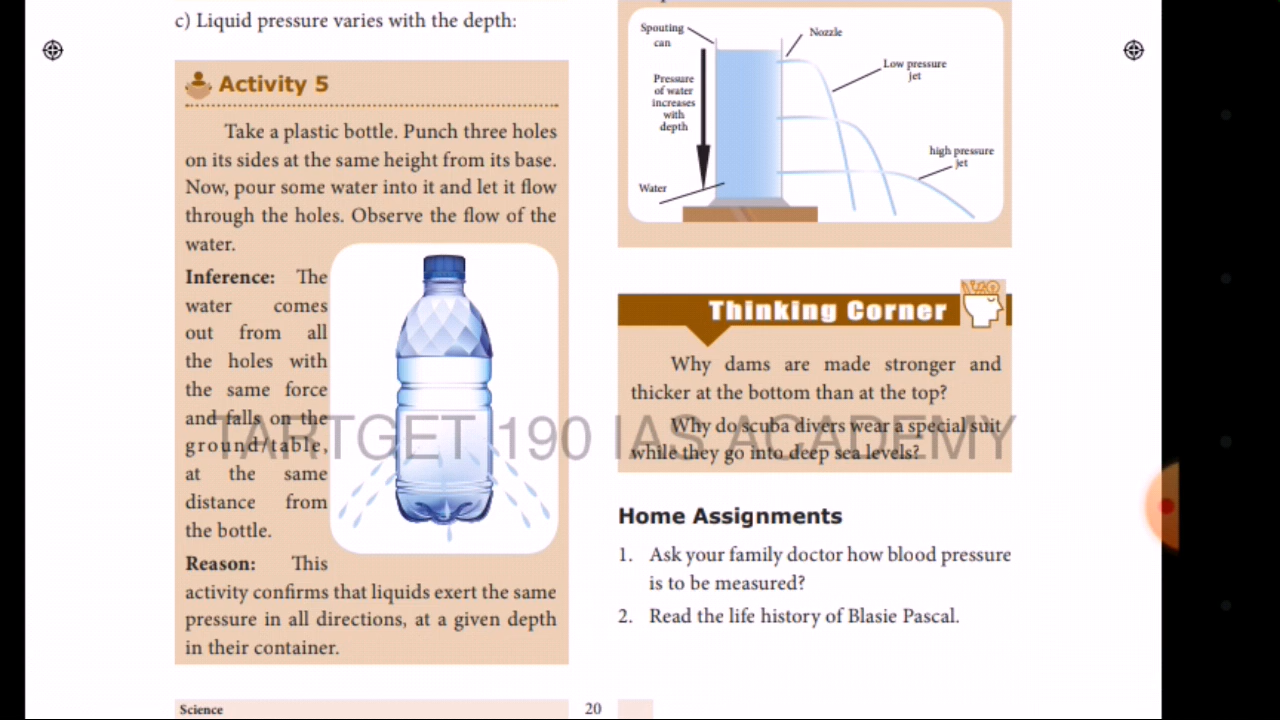 c) Liquid pressure varies with the depth:
Activity 5
Take a plastic bottle. Punch three holes
on its sides at the same height from its base.
Now, pour some water into it and let it flow
through the holes. Observe the flow of the
water.
Inference: The
water comes
out from all
the holes with
the same force
and falls on the
ground/table,
at the same
distance from
the bottle.
Reason: This
activity confirms that liquids exert the same
pressure in all directions, at a given depth
in their container.
Spouting
can
Nozzle
Low pressure
jet
Pressure
of water
increases
with
depth
high pressure
jet
Water
Thinking Corner
Why dams are made stronger and
thicker at the bottom than at the top?
Why do scuba divers wear a special suit
while they go into deep sea levels?
TARTGET 190 IAS ACADEMY
Home Assignments
1. Ask your family doctor how blood pressure
is to be measured?
2. Read the life history of Blasie Pascal.
Science
20